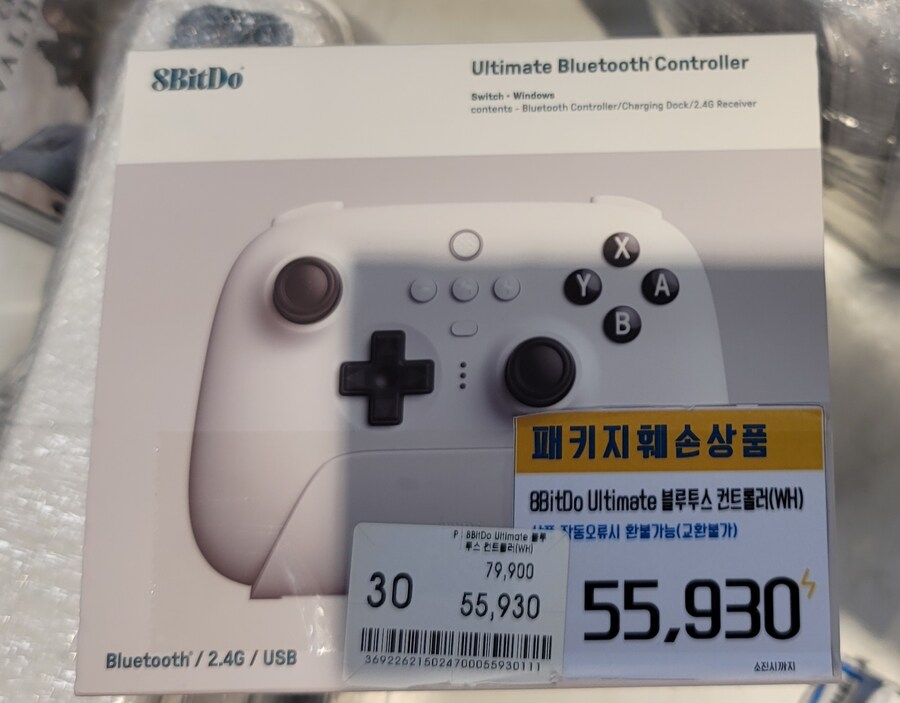 8BitDo
Ultimate Bluetooth® Controller
Switch • Windows
contents - Bluetooth Controller/Charging Dock/2.4G Receiver
X
Y
A
B
패키지훼손상품
8BitDo Ultimate 블루투스 컨트롤러(WH)
상품 작동오류시 환불가능(교환불가)
55,930
소진시까지
P 8BitDo Ultimate 블루
투스 컨트롤러(WH)
79,900
30
55,930
369226215024700055930111
Bluetooth® / 2.4G / USB